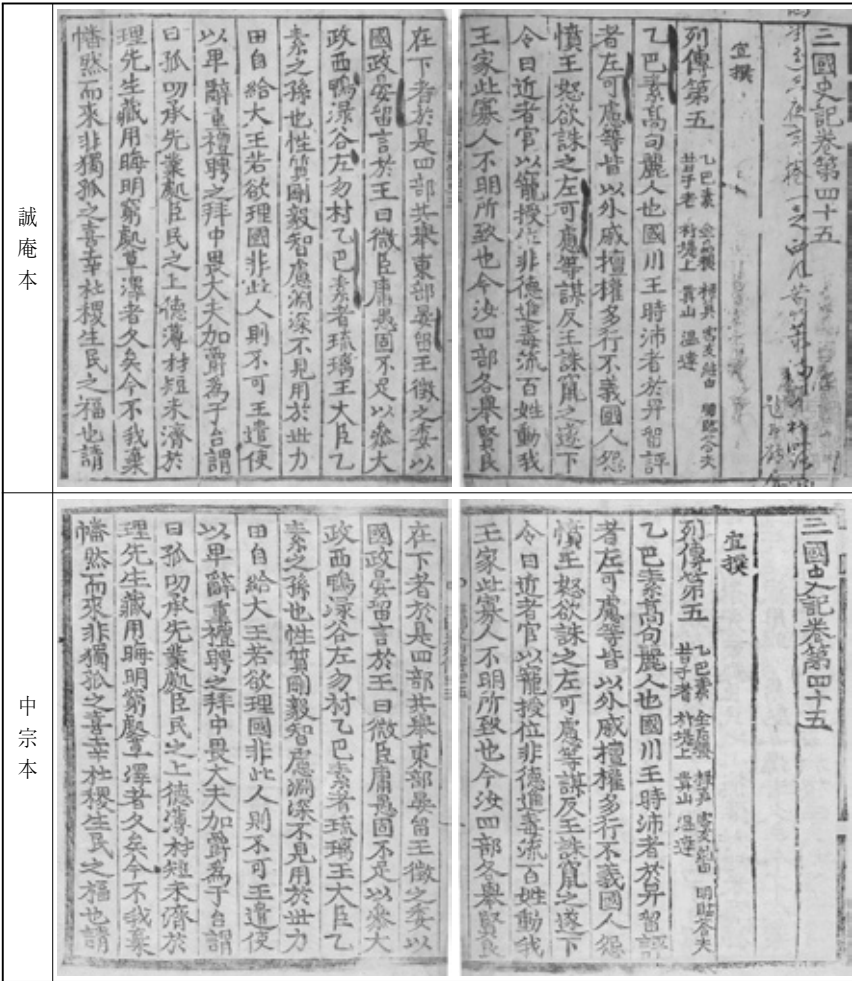 誠庵本
三國史記卷第四十五
宜撰
列傳第五 乙巴素 金后稷 祿真 密友 紐由 明臨荅夫
昔于老 朴堤上 貴山 溫達
乙巴素高句麗人也國川王時沛者於畀留評
者左可慮等皆以外戚擅權多行不義國人怨
憤王怒欲誅之左可慮等謀反王誅竄之遂下
令曰近者官以寵授位非德進毒流百姓動我
王家此寡人不明所致也今汝四部各舉賢良
在下者於是四部共舉東部晏留王徵之委以
國政晏留言於王曰微臣庸愚固不足以叅大
政西鴨淥谷左勿村乙巴素者琉璃王大臣乙
素之孫也性質剛毅智慮淵深不見用於世力
田自給大王若欲理國非此人則不可王遣使
以卑辭重禮聘之拜中畏大夫加爵為于台謂
曰孤叨承先業處臣民之上德薄材短未濟於
理先生藏用晦明窮處草澤者久矣今不我棄
幡然而來非獨孤之喜幸社稷生民之福也請
中宗本
三國史記卷第四十五
宜撰
列傳第五 乙巴素 金后稷 祿真 密友 紐由 明臨荅夫
昔于老 朴堤上 貴山 溫達
乙巴素高句麗人也國川王時沛者於畀留評
者左可慮等皆以外戚擅權多行不義國人怨
憤王怒欲誅之左可慮等謀反王誅竄之遂下
令曰近者官以寵授位非德進毒流百姓動我
王家此寡人不明所致也今汝四部各舉賢良
在下者於是四部共舉東部晏留王徵之委以
國政晏留言於王曰微臣庸愚固不足以叅大
政西鴨淥谷左勿村乙巴素者琉璃王大臣乙
素之孫也性質剛毅智慮淵深不見用於世力
田自給大王若欲理國非此人則不可王遣使
以卑辭重禮聘之拜中畏大夫加爵為于台謂
曰孤叨承先業處臣民之上德薄材短未濟於
理先生藏用晦明窮處草澤者久矣今不我棄
幡然而來非獨孤之喜幸社稷生民之福也請